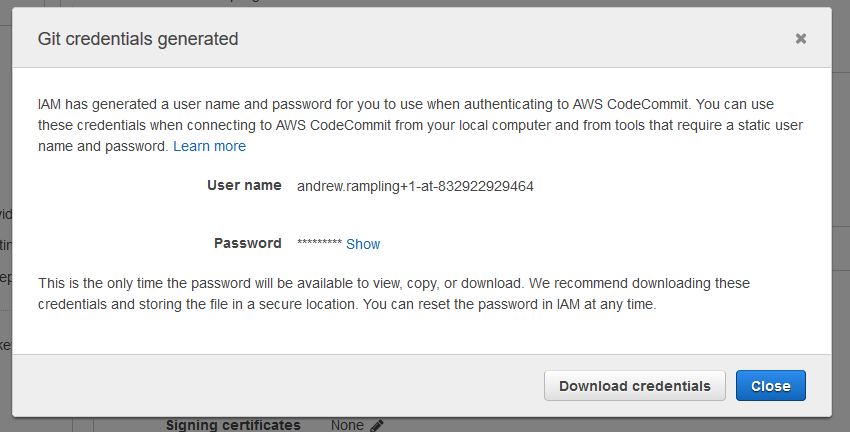 Git credentials generated
IAM has generated a user name and password for you to use when authenticating to AWS CodeCommit. You can use
these credentials when connecting to AWS CodeCommit from your local computer and from tools that require a static user
name and password. Learn more
User name andrew.rampling+1-at-832922929464
Password ********* Show
This is the only time the password will be available to view, copy, or download. We recommend downloading these
credentials and storing the file in a secure location. You can reset the password in IAM at any time.
Download credentials Close
Signing certificates None